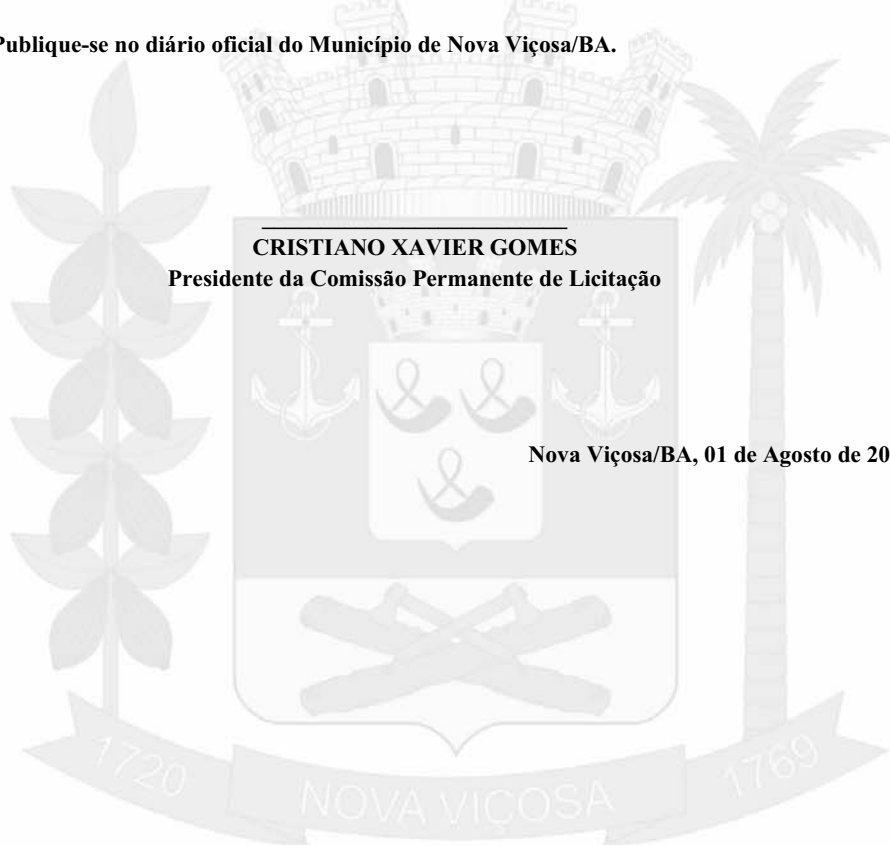 Publique-se no diário oficial do Município de Nova Viçosa/BA.
CRISTIANO XAVIER GOMES
Presidente da Comissão Permanente de Licitação
Nova Viçosa/BA, 01 de Agosto de 20
1720
NOVA VIÇOSA
1769